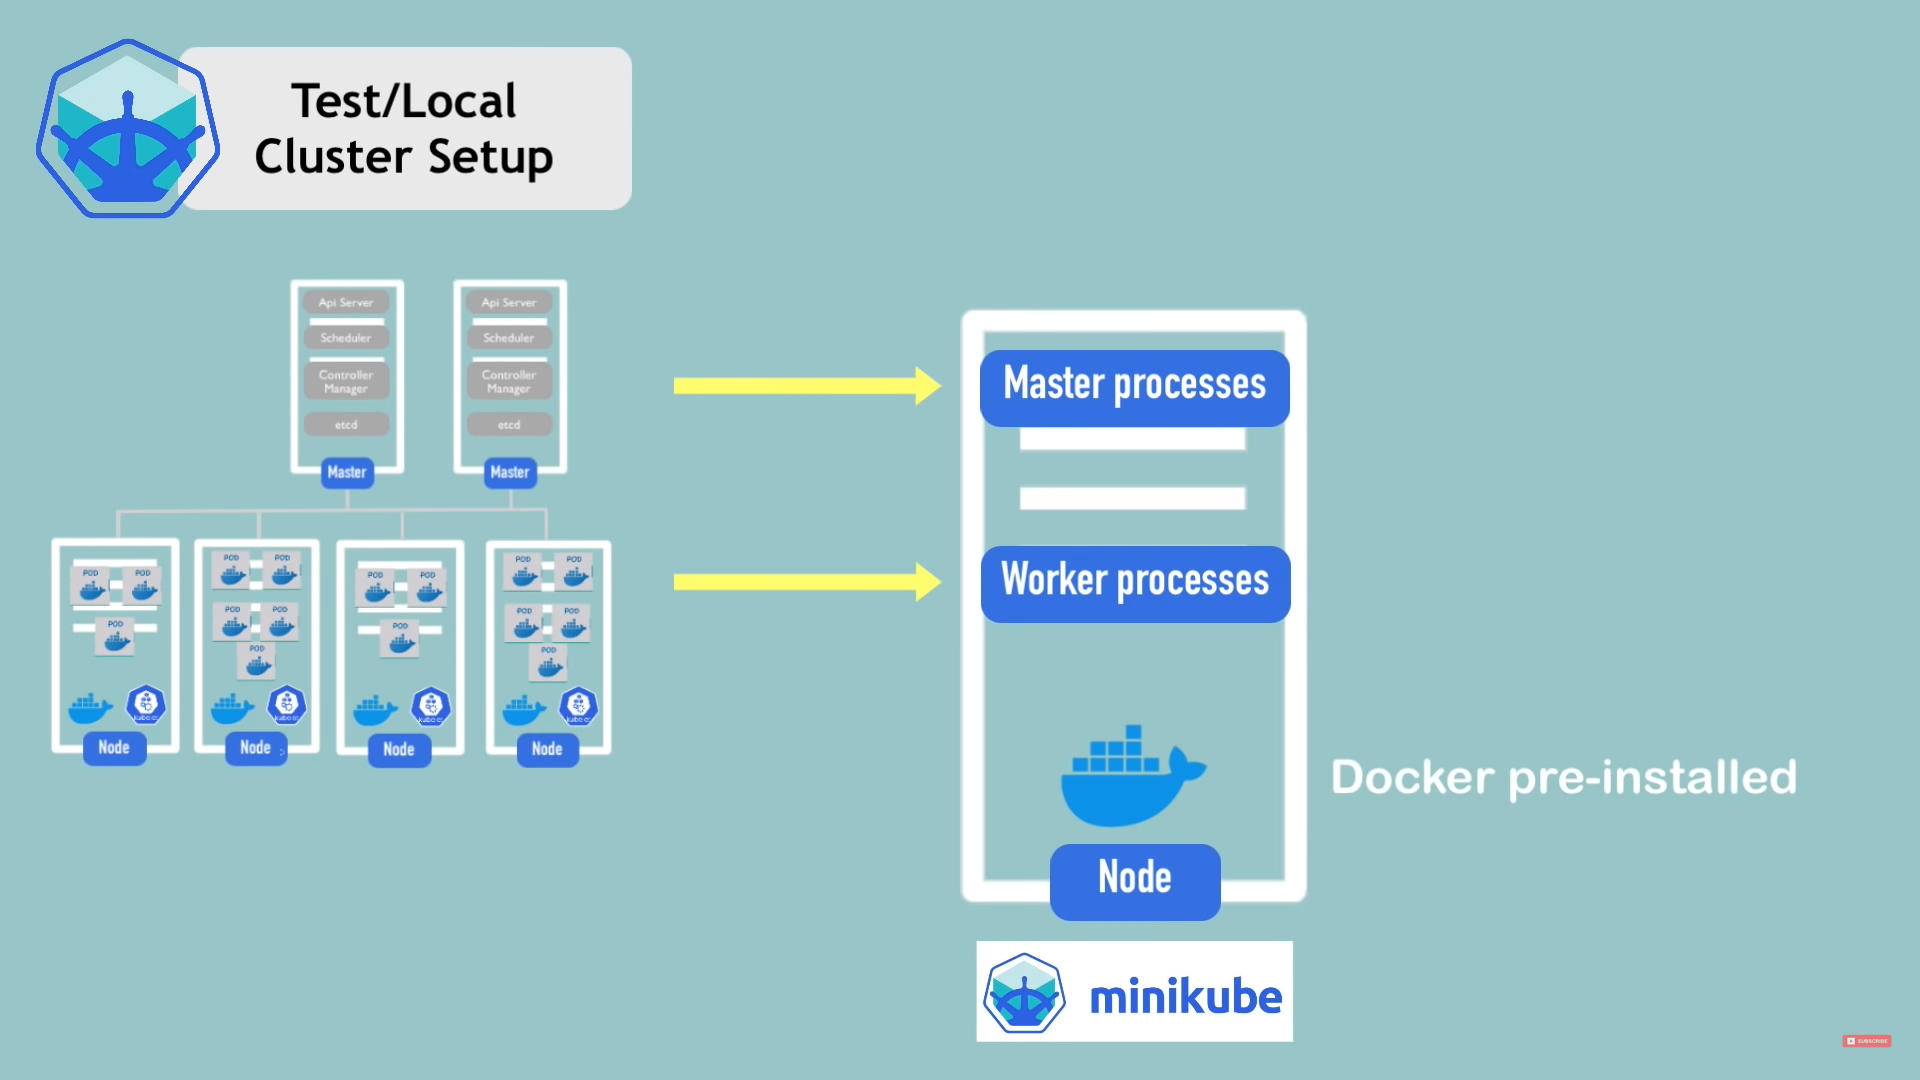 Test/Local
Cluster Setup
Api Server
Scheduler
Controller
Manager
etcd
Master
Api Server
Scheduler
Controller
Manager
etcd
Master
POD
POD
POD
Node
POD
POD
POD
POD
POD
Node
POD
POD
POD
Node
POD
POD
POD
POD
POD
Node
Master processes
Worker processes
Node
Docker pre-installed
minikube
SUBSCRIBE